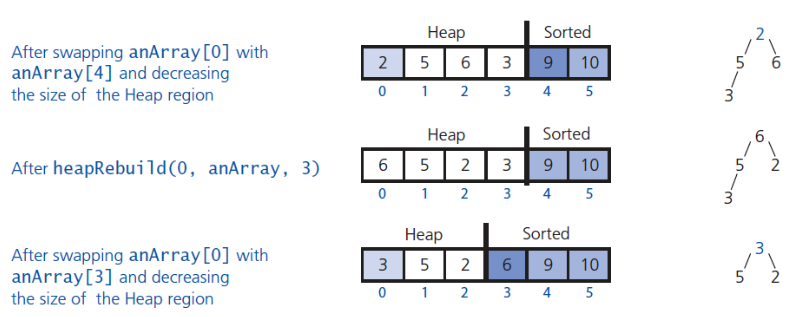 Heap Sorted
After swapping anArray[0] with
anArray[4] and decreasing
the size of the Heap region
2 5 6 3 9 10
0 1 2 3 4 5
2
5 6
3
Heap Sorted
After heapRebuild(0, anArray, 3)
6 5 2 3 9 10
0 1 2 3 4 5
6
5 2
3
Heap Sorted
After swapping anArray[0] with
anArray[3] and decreasing
the size of the Heap region
3 5 2 6 9 10
0 1 2 3 4 5
3
5 2